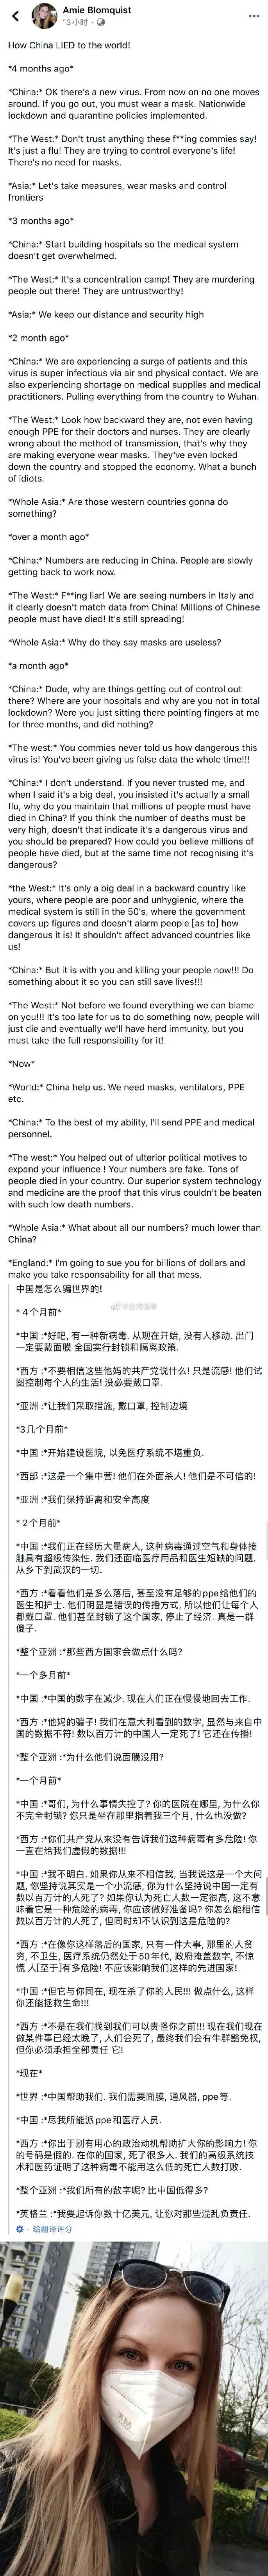 Amie Blomquist
13小时 ·
How China LIED to the world!
*4 months ago*
*China:* OK there's a new virus. From now on no one moves
around. If you go out, you must wear a mask. Nationwide
lockdown and quarantine policies implemented.
*The West:* Don't trust anything these f**ing commies say!
It's just a flu! They are trying to control everyone's life!
There's no need for masks.
*Asia:* Let's take measures, wear masks and control
frontiers
*3 months ago*
*China:* Start building hospitals so the medical system
doesn't get overwhelmed.
*The West:* It's a concentration camp! They are murdering
people out there! They are untrustworthy!
*Asia:* We keep our distance and security high
*2 month ago*
*China:* We are experiencing a surge of patients and this
virus is super infectious via air and physical contact. We are
also experiencing shortage on medical supplies and medical
practitioners. Pulling everything from the country to Wuhan.
*The West:* Look how backward they are, not even having
enough PPE for their doctors and nurses. They are clearly
wrong about the method of transmission, that's why they
are making everyone wear masks. They've even locked
down the country and stopped the economy. What a bunch
of idiots.
*Whole Asia:* Are those western countries gonna do
something?
*over a month ago*
*China:* Numbers are reducing in China. People are slowly
getting back to work now.
*The West:* F**ing liar! We are seeing numbers in Italy and
it clearly doesn't match data from China! Millions of Chinese
people must have died! It's still spreading!
*Whole Asia:* Why do they say masks are useless?
*a month ago*
*China:* Dude, why are things getting out of control out
there? Where are your hospitals and why are you not in total
lockdown? Were you just sitting there pointing fingers at me
for three months, and did nothing?
*The west:* You commies never told us how dangerous this
virus is! You've been giving us false data the whole time!!!
*China:* I don't understand. If you never trusted me, and
when I said it's a big deal, you insisted it's actually a small
flu, why do you maintain that millions of people must have
died in China? If you think the number of deaths must be
very high, doesn't that indicate it's a dangerous virus and
you should be prepared? How could you believe millions of
people have died, but at the same time not recognising it's
dangerous?
*the West:* It's only a big deal in a backward country like
yours, where people are poor and unhygienic, where the
medical system is still in the 50's, where the government
covers up figures and doesn't alarm people [as to] how
dangerous it is! It shouldn't affect advanced countries like
us!
*China:* But it is with you and killing your people now!!! Do
something about it so you can still save lives!!!
*The West:* Not before we found everything we can blame
on you!!! It's too late for us to do something now, people will
just die and eventually we'll have herd immunity, but you
must take the full responsibility for it!
*Now*
*World:* China help us. We need masks, ventilators, PPE
etc.
*China:* To the best of my ability, I'll send PPE and medical
personnel.
*The west:* You helped out of ulterior political motives to
expand your influence ! Your numbers are fake. Tons of
people died in your country. Our superior system technology
and medicine are the proof that this virus couldn't be beaten
with such low death numbers.
*Whole Asia:* What about all our numbers? much lower than
China?
*England:* I'm going to sue you for billions of dollars and
make you take responsability for all that mess.
中国是怎么骗世界的!
* 4个月前*
*中国 :*好吧, 有一种新病毒. 从现在开始, 没有人移动. 出门
一定要戴面膜 全国实行封锁和隔离政策.
*西方 :*不要相信这些他妈的共产党说什么! 只是流感! 他们试
图控制每个人的生活! 没必要戴口罩.
*亚洲 :*让我们采取措施, 戴口罩, 控制边境
*3几个月前*
*中国 :*开始建设医院, 以免医疗系统不堪重负.
*西部 :*这是一个集中营! 他们在外面杀人! 他们是不可信的!
*亚洲 :*我们保持距离和安全高度
* 2个月前*
*中国 :*我们正在经历大量病人, 这种病毒通过空气和身体接
触具有超级传染性. 我们还面临医疗用品和医生短缺的问题.
从乡下到武汉的一切.
*西方 :*看看他们是多么落后, 甚至没有足够的ppe给他们的
医生和护士. 他们明显是错误的传播方式, 所以他们让每个人
都戴口罩. 他们甚至封锁了这个国家, 停止了经济. 真是一群
傻子.
*整个亚洲 :*那些西方国家会做点什么吗?
*一个多月前*
*中国 :*中国的数字在减少. 现在人们正在慢慢地回去工作.
*西方 :*他妈的骗子! 我们在意大利看到的数字, 显然与来自中
国的数据不符! 数以百万计的中国人一定死了! 它还在传播!
*整个亚洲 :*为什么他们说面膜没用?
*一个月前*
*中国 :*哥们, 为什么事情失控了? 你的医院在哪里, 为什么你
不完全封锁? 你只是坐在那里指着我三个月, 什么也没做?
*西方 :*你们共产党从来没有告诉我们这种病毒有多危险! 你
一直在给我们虚假的数据!!!
*中国 :*我不明白. 如果你从来不相信我, 当我说这是一个大问
题, 你坚持说其实是一个小流感, 你为什么坚持说中国一定有
数以百万计的人死了? 如果你认为死亡人数一定很高, 这不意
味着它是一种危险的病毒, 你应该做好准备吗? 你怎么能相信
数以百万计的人死了, 但同时却不认识到这是危险的?
*西方 :*在像你这样落后的国家, 只有一件大事, 那里的人贫
穷, 不卫生, 医疗系统仍然处于50年代, 政府掩盖数字, 不惊
慌 人[至于]有多危险! 不应该影响我们这样的先进国家!
*中国 :*但它与你同在, 现在杀了你的人民!!! 做点什么, 这样
你还能拯救生命!!!
*西方 :*不是在我们找到我们可以责怪你之前!!! 现在我们现在
做某件事已经太晚了, 人们会死了, 最终我们会有牛群豁免权,
但你必须承担全部责任 它!
*现在*
*世界 :*中国帮助我们. 我们需要面膜, 通风器, ppe等.
*中国 :*尽我所能派ppe和医疗人员.
*西方 :*你出于别有用心的政治动机帮助扩大你的影响力! 你
的号码是假的. 在你的国家, 死了很多人. 我们的高级系统技
术和医药证明了这种病毒不能用这么低的死亡人数打败.
*整个亚洲 :*我们所有的数字呢? 比中国低得多?
*英格兰 :*我要起诉你数十亿美元, 让你对那些混乱负责任.
· 给翻译评分